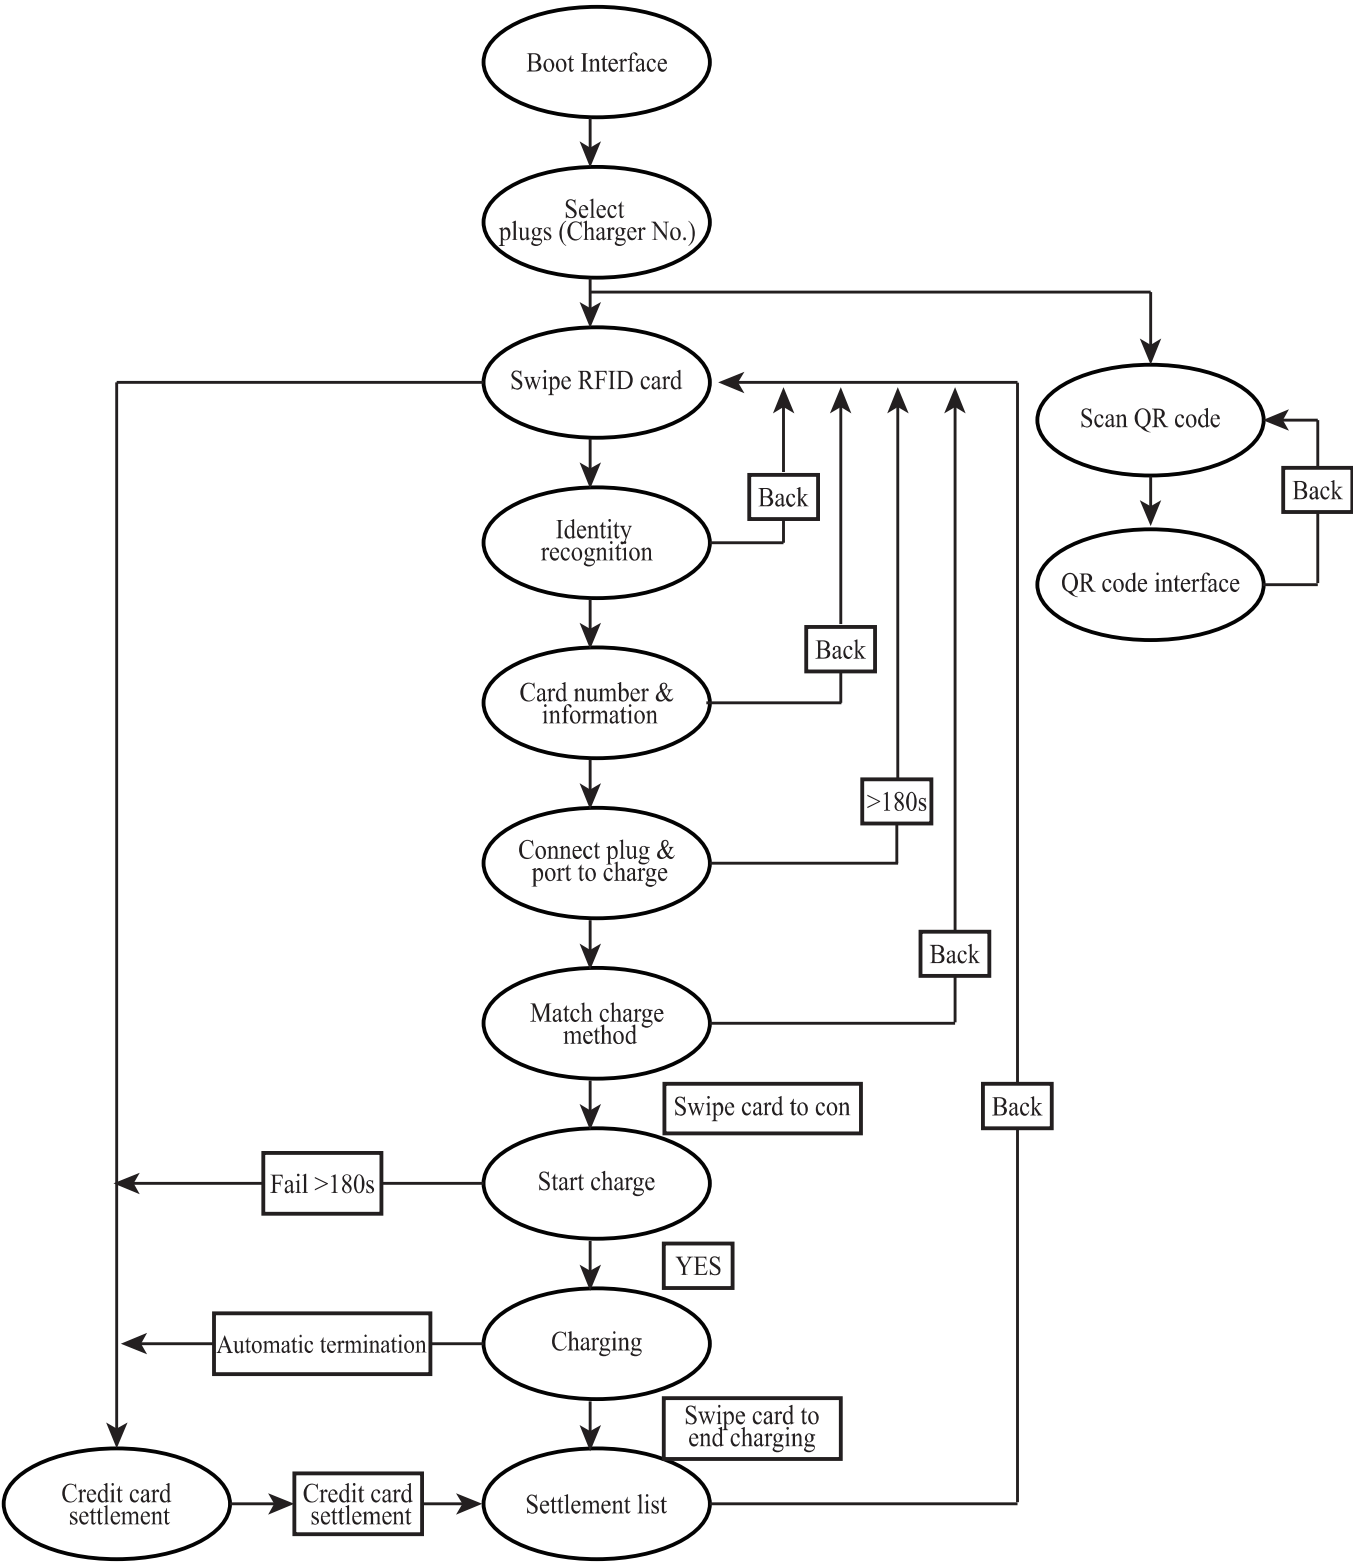 Boot Interface
Select
plugs (Charger No.)
Swipe RFID card
Scan QR code
Back
Back
Identity
recognition
QR code interface
Back
Card number &
information
>180s
Connect plug &
port to charge
Back
Match charge
method
Swipe card to con
Back
Fail >180s
Start charge
YES
Automatic termination
Charging
Swipe card to
end charging
Credit card
settlement
Credit card
settlement
Settlement list